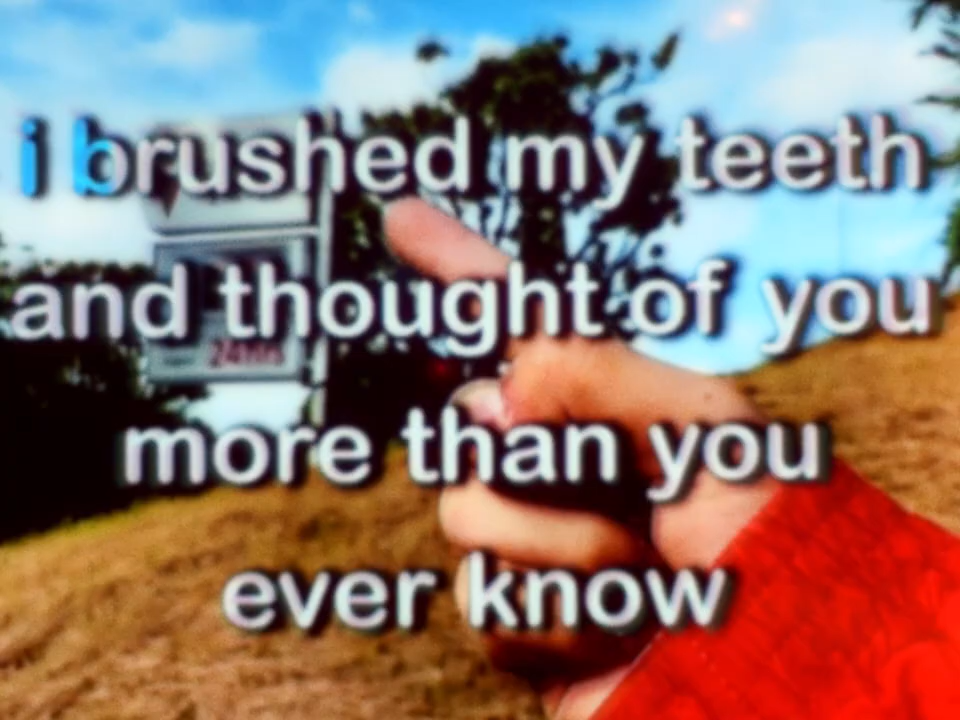 i brushed my teeth
and thought of you
more than you
ever know